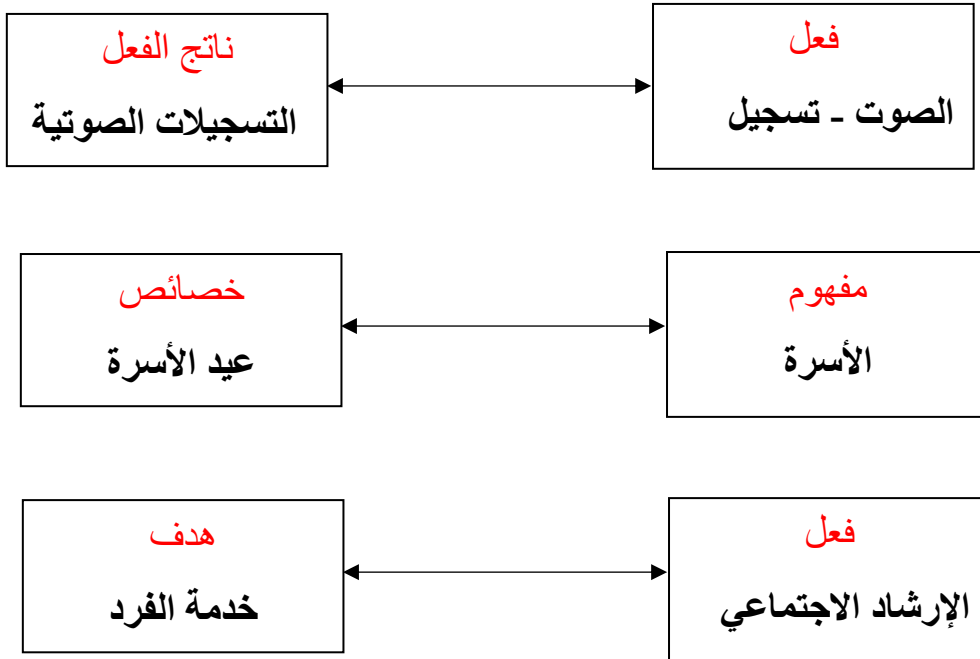 فعل
الصوت - تسجيل
ناتج الفعل
التسجيلات الصوتية
مفهوم
الأسرة
خصائص
عيد الأسرة
فعل
الإرشاد الاجتماعي
هدف
خدمة الفرد